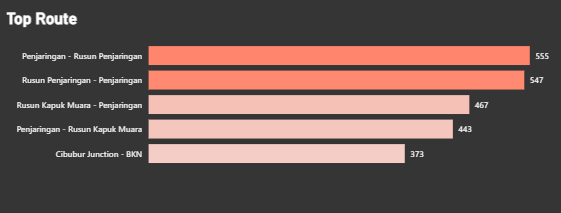 Top Route
Penjaringan - Rusun Penjaringan 555
Rusun Penjaringan - Penjaringan 547
Rusun Kapuk Muara - Penjaringan 467
Penjaringan - Rusun Kapuk Muara 443
Cibubur Junction - BKN 373